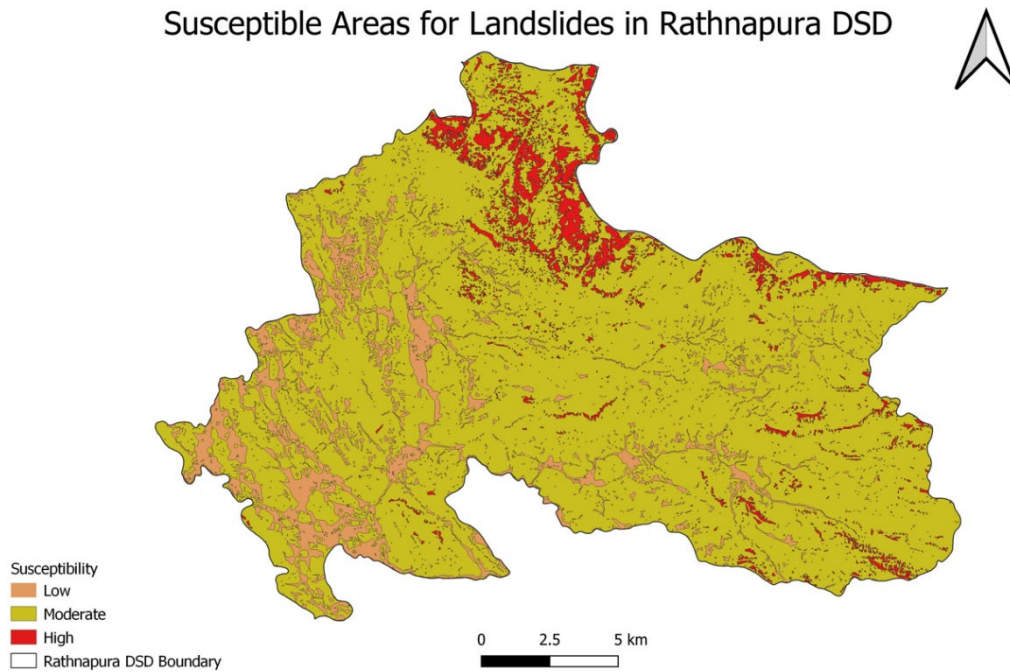 Susceptible Areas for Landslides in Rathnapura DSD
Susceptibility
Low
Moderate
High
Rathnapura DSD Boundary
0 2.5 5 km